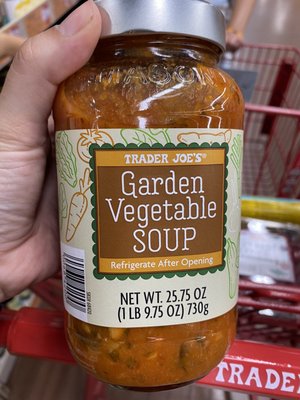 TRADER JOE'S®
Garden
Vegetable
SOUP
Refrigerate After Opening
NET WT. 25.75 OZ
(1 LB 9.75 OZ) 730g
TRADE